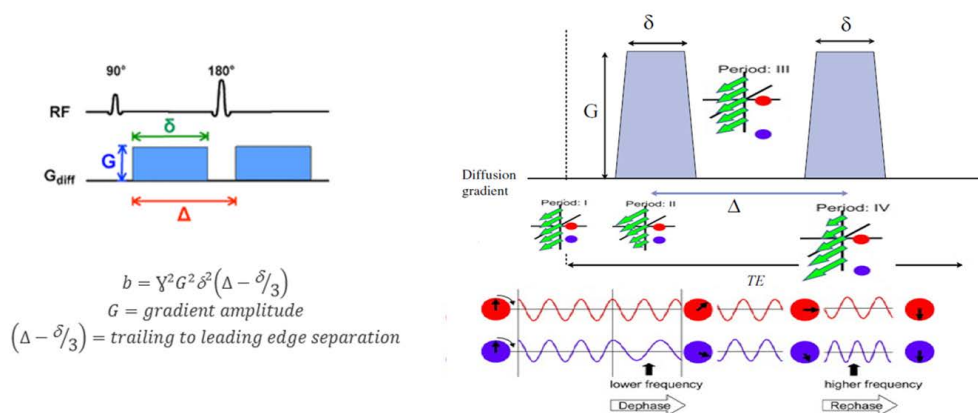 90°
180°
RF
δ
G
Gdiff
Δ
b = Ɣ²G²δ²(Δ − δ/3)
G = gradient amplitude
(Δ − δ/3) = trailing to leading edge separation
δ
δ
Period: III
G
Diffusion
gradient
Δ
Period: I
Period: II
Period: IV
TE
lower frequency
higher frequency
Dephase
Rephase